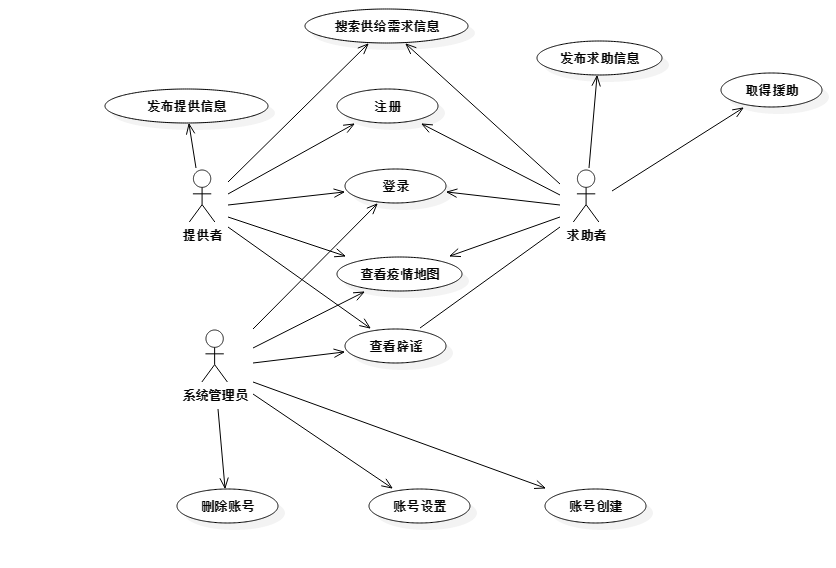 搜索供给需求信息
发布求助信息
取得援助
发布提供信息
注册
登录
提供者
求助者
查看疫情地图
查看辟谣
系统管理员
删除账号
账号设置
账号创建